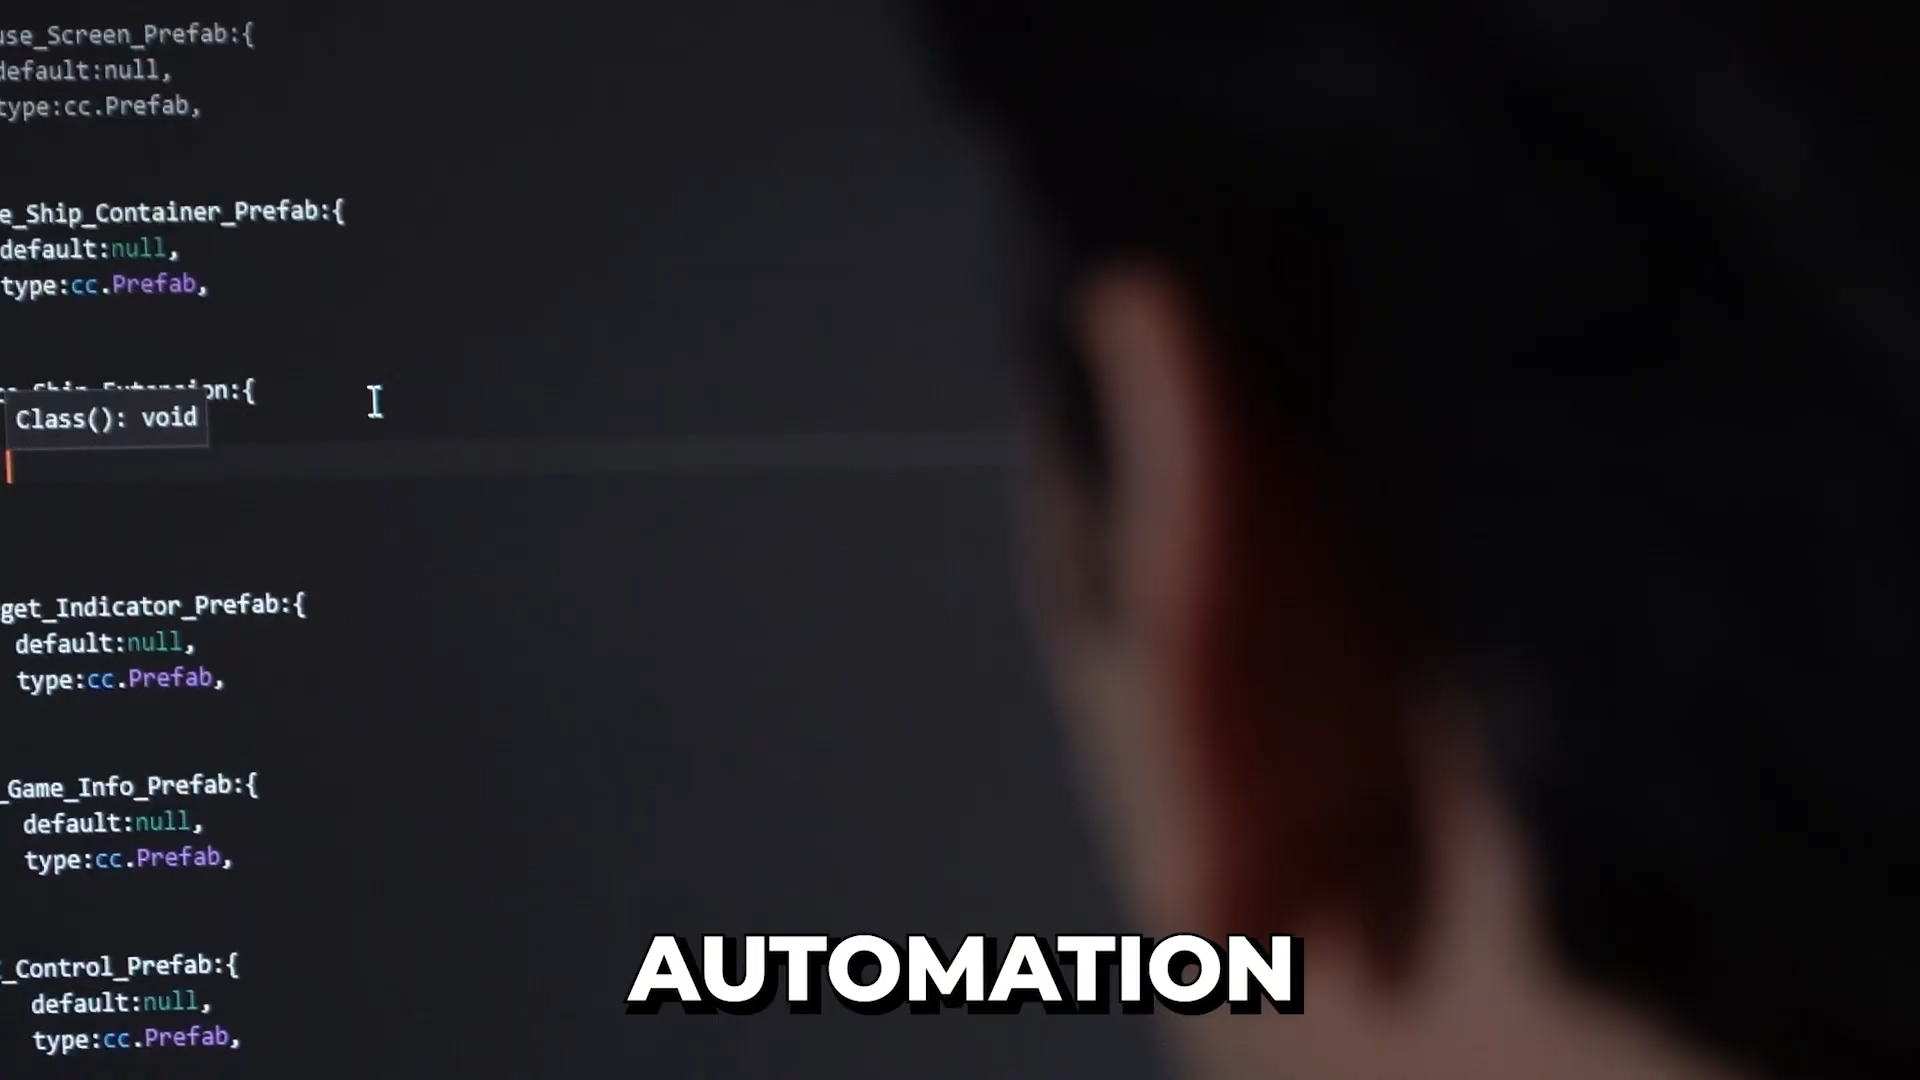 use_Screen_Prefab:{
default:null,
type:cc.Prefab,
e_Ship_Container_Prefab:{
default:null,
type:cc.Prefab,
Ship_Extension:{
Class(): void
get_Indicator_Prefab:{
default:null,
type:cc.Prefab,
_Game_Info_Prefab:{
default:null,
type:cc.Prefab,
_Control_Prefab:{
default:null,
type:cc.Prefab,
AUTOMATION